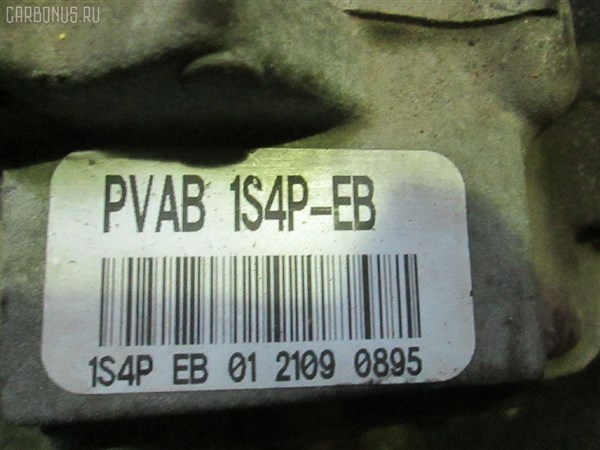 CARBONUS.RU
PVAB 1S4P-EB
1S4P EB 01 2109 0895